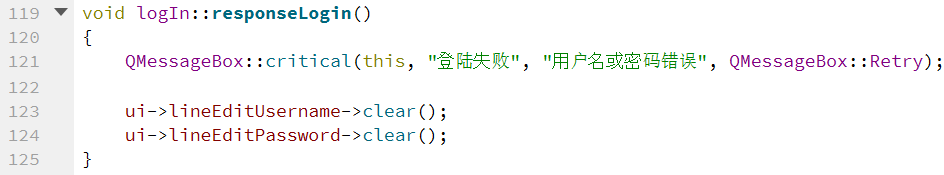 119 void logIn::responseLogin()
120 {
121     QMessageBox::critical(this, "登陆失败", "用户名或密码错误", QMessageBox::Retry);
122
123     ui->lineEditUsername->clear();
124     ui->lineEditPassword->clear();
125 }